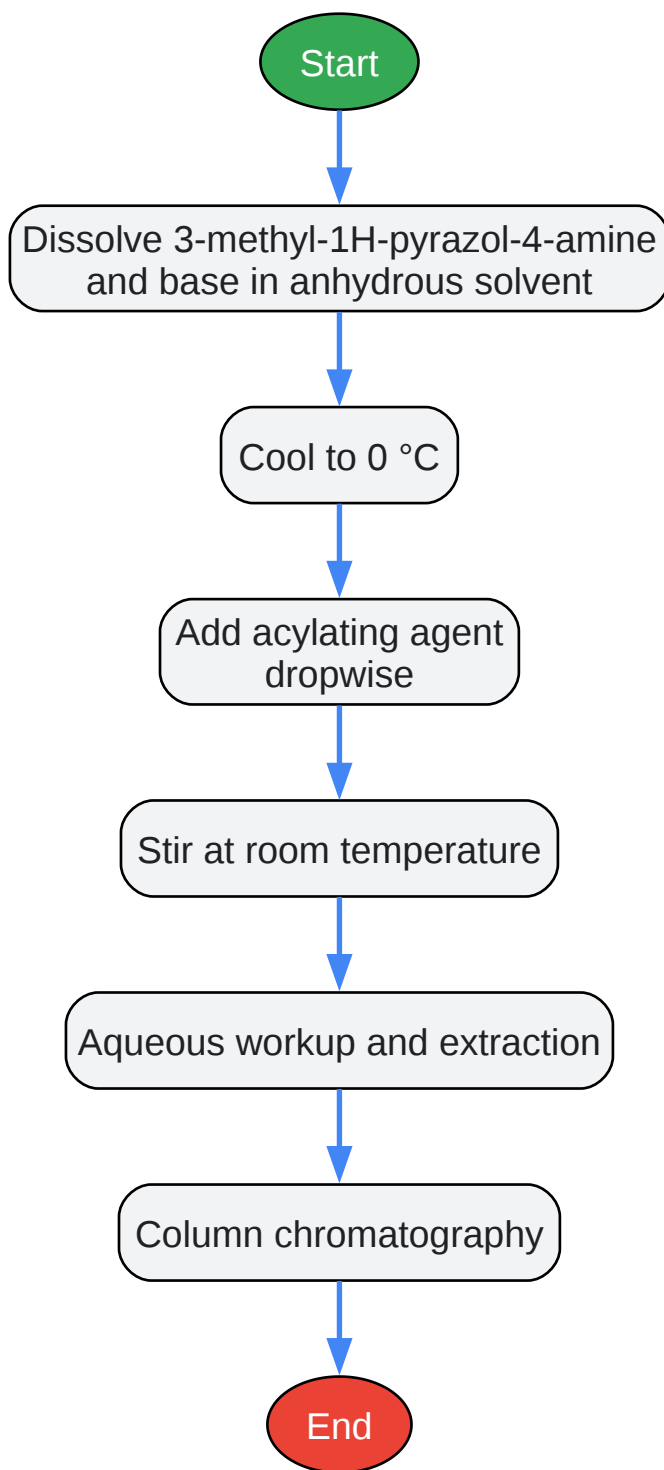 Start
Dissolve 3-methyl-1H-pyrazol-4-amine
and base in anhydrous solvent
Cool to 0 °C
Add acylating agent
dropwise
Stir at room temperature
Aqueous workup and extraction
Column chromatography
End